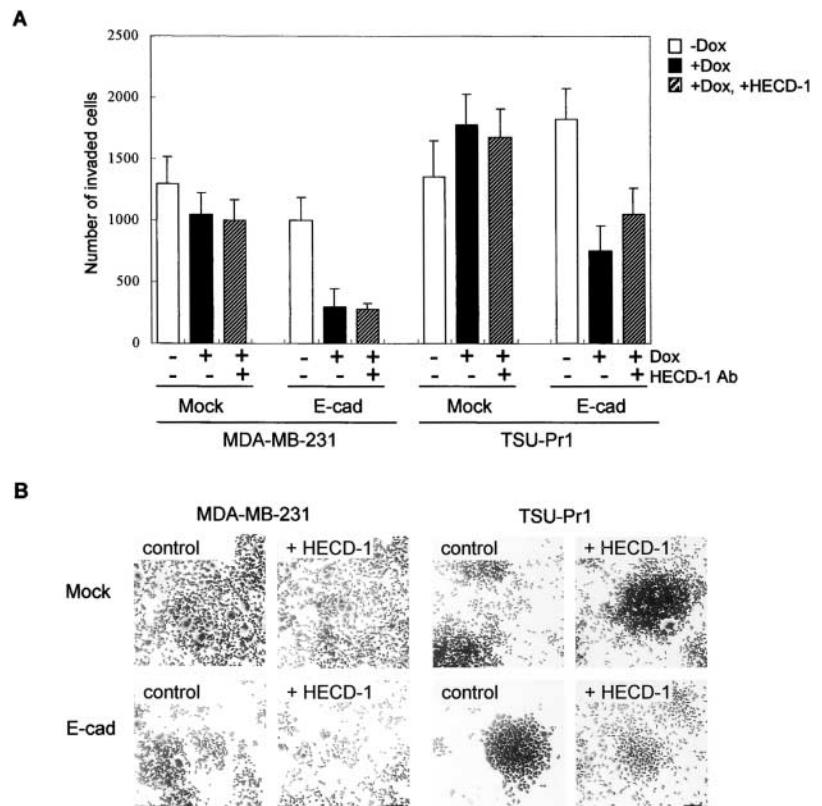 A
2500
2000
1500
1000
500
0
Number of invaded cells
-Dox
+Dox
+Dox, +HECD-1
- + + - + + - + + - + + Dox
- - + - - + - - + - - + HECD-1 Ab
Mock E-cad Mock E-cad
MDA-MB-231 TSU-Pr1
B
MDA-MB-231 TSU-Pr1
control + HECD-1 control + HECD-1
Mock
control + HECD-1 control + HECD-1
E-cad